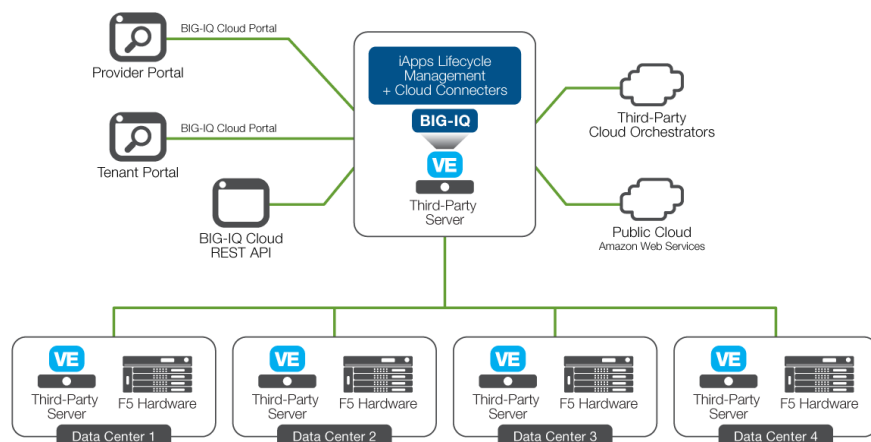 BIG-IQ Cloud Portal
Provider Portal
BIG-IQ Cloud Portal
Tenant Portal
BIG-IQ Cloud
REST API
iApps Lifecycle
Management
+ Cloud Connecters
BIG-IQ
VE
Third-Party
Server
Third-Party
Cloud Orchestrators
Public Cloud
Amazon Web Services
VE
Third-Party
Server
F5 Hardware
Data Center 1
VE
Third-Party
Server
F5 Hardware
Data Center 2
VE
Third-Party
Server
F5 Hardware
Data Center 3
VE
Third-Party
Server
F5 Hardware
Data Center 4